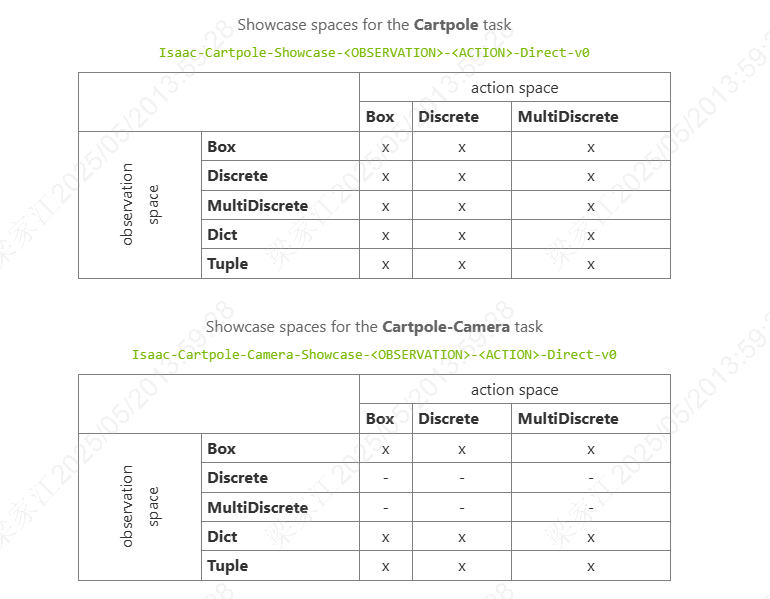 Showcase spaces for the Cartpole task
Isaac-Cartpole-Showcase-<OBSERVATION>-<ACTION>-Direct-v0
action space
Box Discrete MultiDiscrete
observation space
Box x x x
Discrete x x x
MultiDiscrete x x x
Dict x x x
Tuple x x x
Showcase spaces for the Cartpole-Camera task
Isaac-Cartpole-Camera-Showcase-<OBSERVATION>-<ACTION>-Direct-v0
action space
Box Discrete MultiDiscrete
observation space
Box x x x
Discrete - - -
MultiDiscrete - - -
Dict x x x
Tuple x x x
梁家江 2025/05/2013:59:28